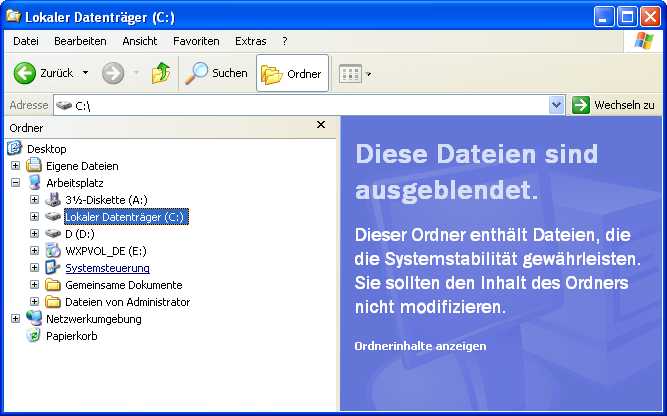 Lokaler Datenträger (C:)
Datei Bearbeiten Ansicht Favoriten Extras ?
Zurück Suchen Ordner
Adresse C:\ Wechseln zu
Ordner
Desktop
Eigene Dateien
Arbeitsplatz
3½-Diskette (A:)
Lokaler Datenträger (C:)
D (D:)
WXPVOL_DE (E:)
Systemsteuerung
Gemeinsame Dokumente
Dateien von Administrator
Netzwerkumgebung
Papierkorb
Diese Dateien sind
ausgeblendet.
Dieser Ordner enthält Dateien, die
die Systemstabilität gewährleisten.
Sie sollten den Inhalt des Ordners
nicht modifizieren.
Ordnerinhalte anzeigen